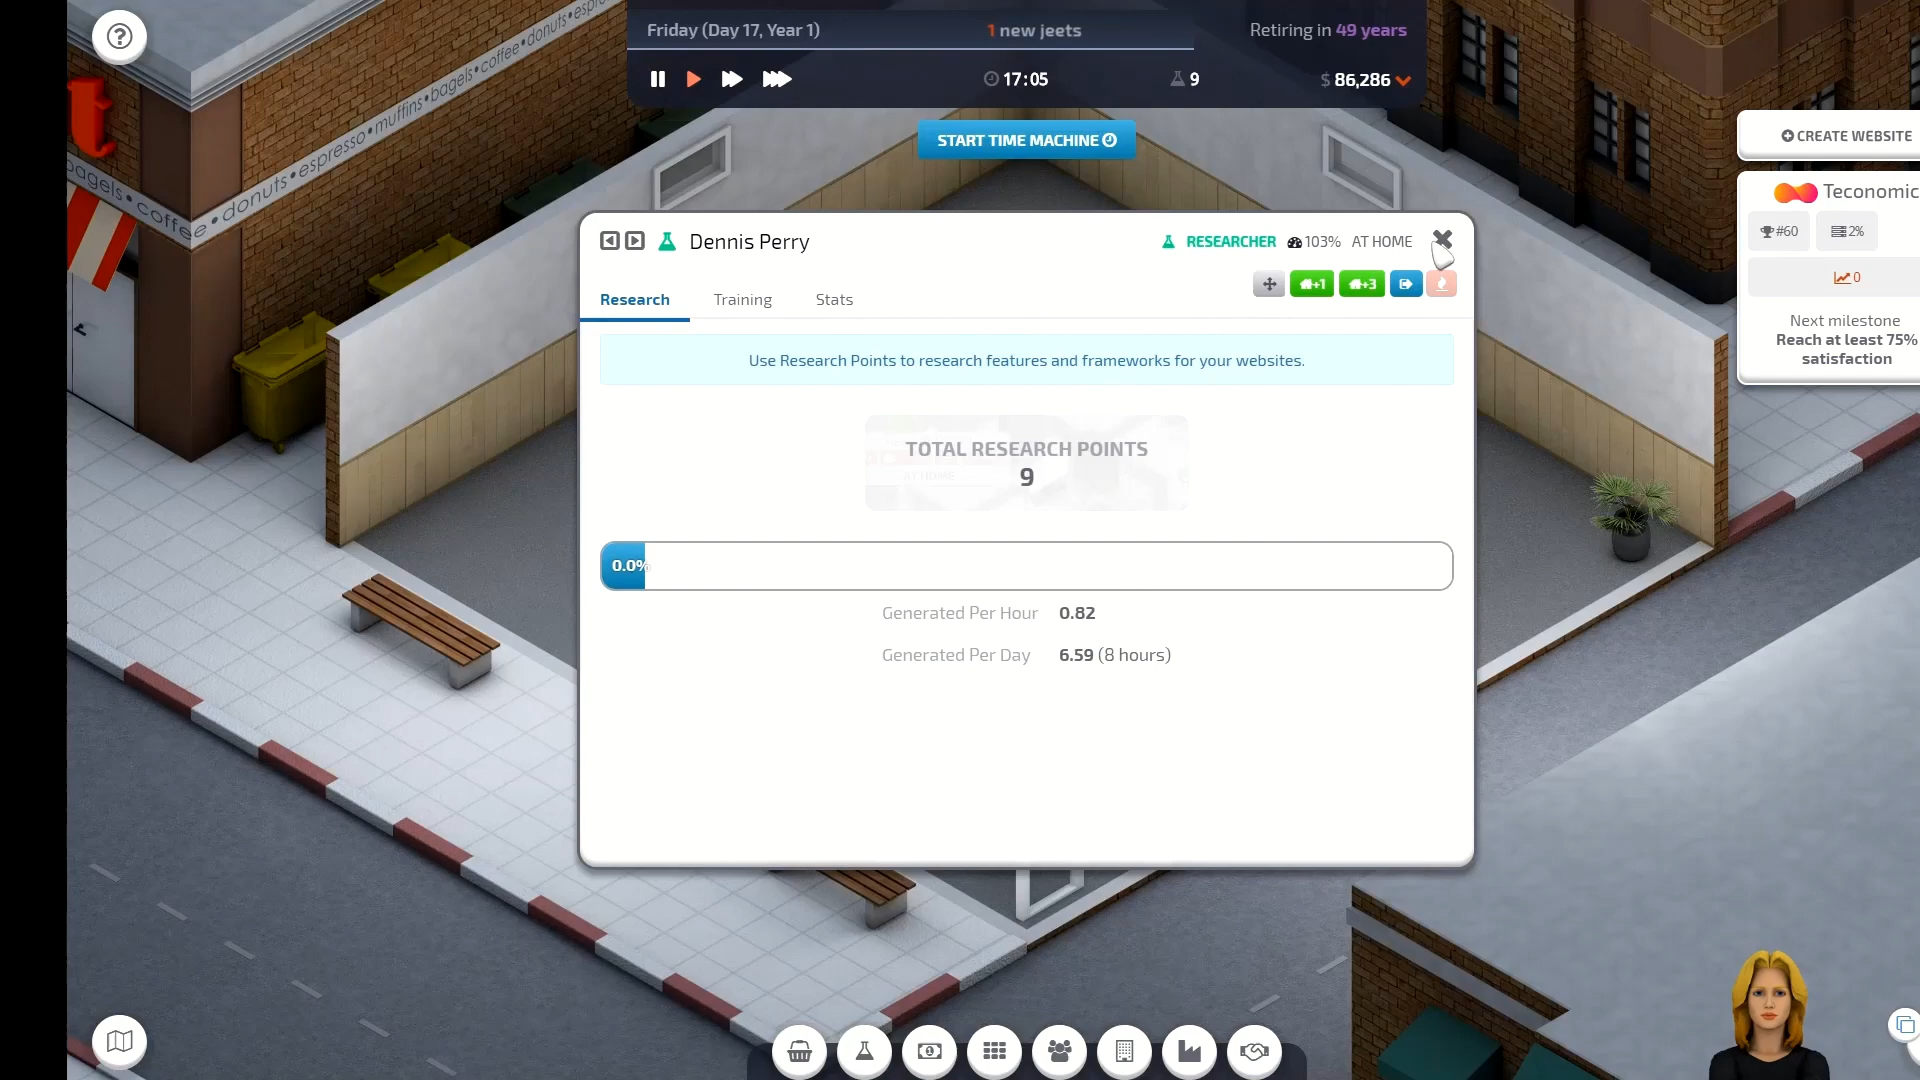 Friday (Day 17, Year 1)
1 new jeets
Retiring in 49 years
17:05
9
$ 86,286
START TIME MACHINE
CREATE WEBSITE
Teconomic
#60
2%
0
Next milestone
Reach at least 75%
satisfaction
Dennis Perry
RESEARCHER
103%
AT HOME
+1
+3
Research
Training
Stats
Use Research Points to research features and frameworks for your websites.
TOTAL RESEARCH POINTS
9
AT HOME
0.0%
Generated Per Hour 0.82
Generated Per Day 6.59 (8 hours)
t
bagels • coffee • donuts • espresso • muffins • bagels • coffee • donuts • espr